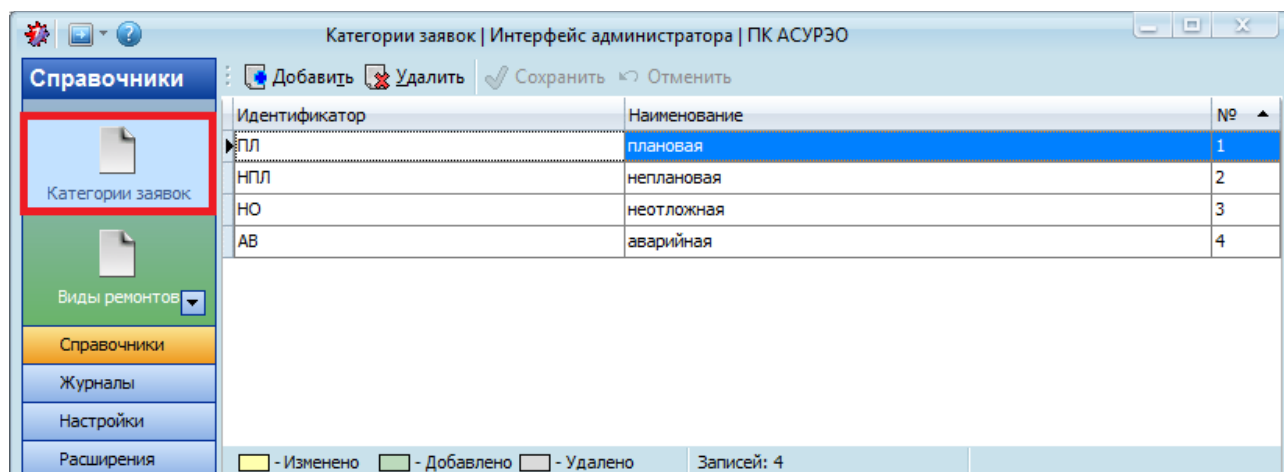 Категории заявок | Интерфейс администратора | ПК АСУРЭО
Справочники
Добавить Удалить Сохранить Отменить
Идентификатор Наименование №
ПЛ плановая 1
НПЛ неплановая 2
НО неотложная 3
АВ аварийная 4
Категории заявок
Виды ремонтов
Справочники
Журналы
Настройки
Расширения
- Изменено - Добавлено - Удалено Записей: 4